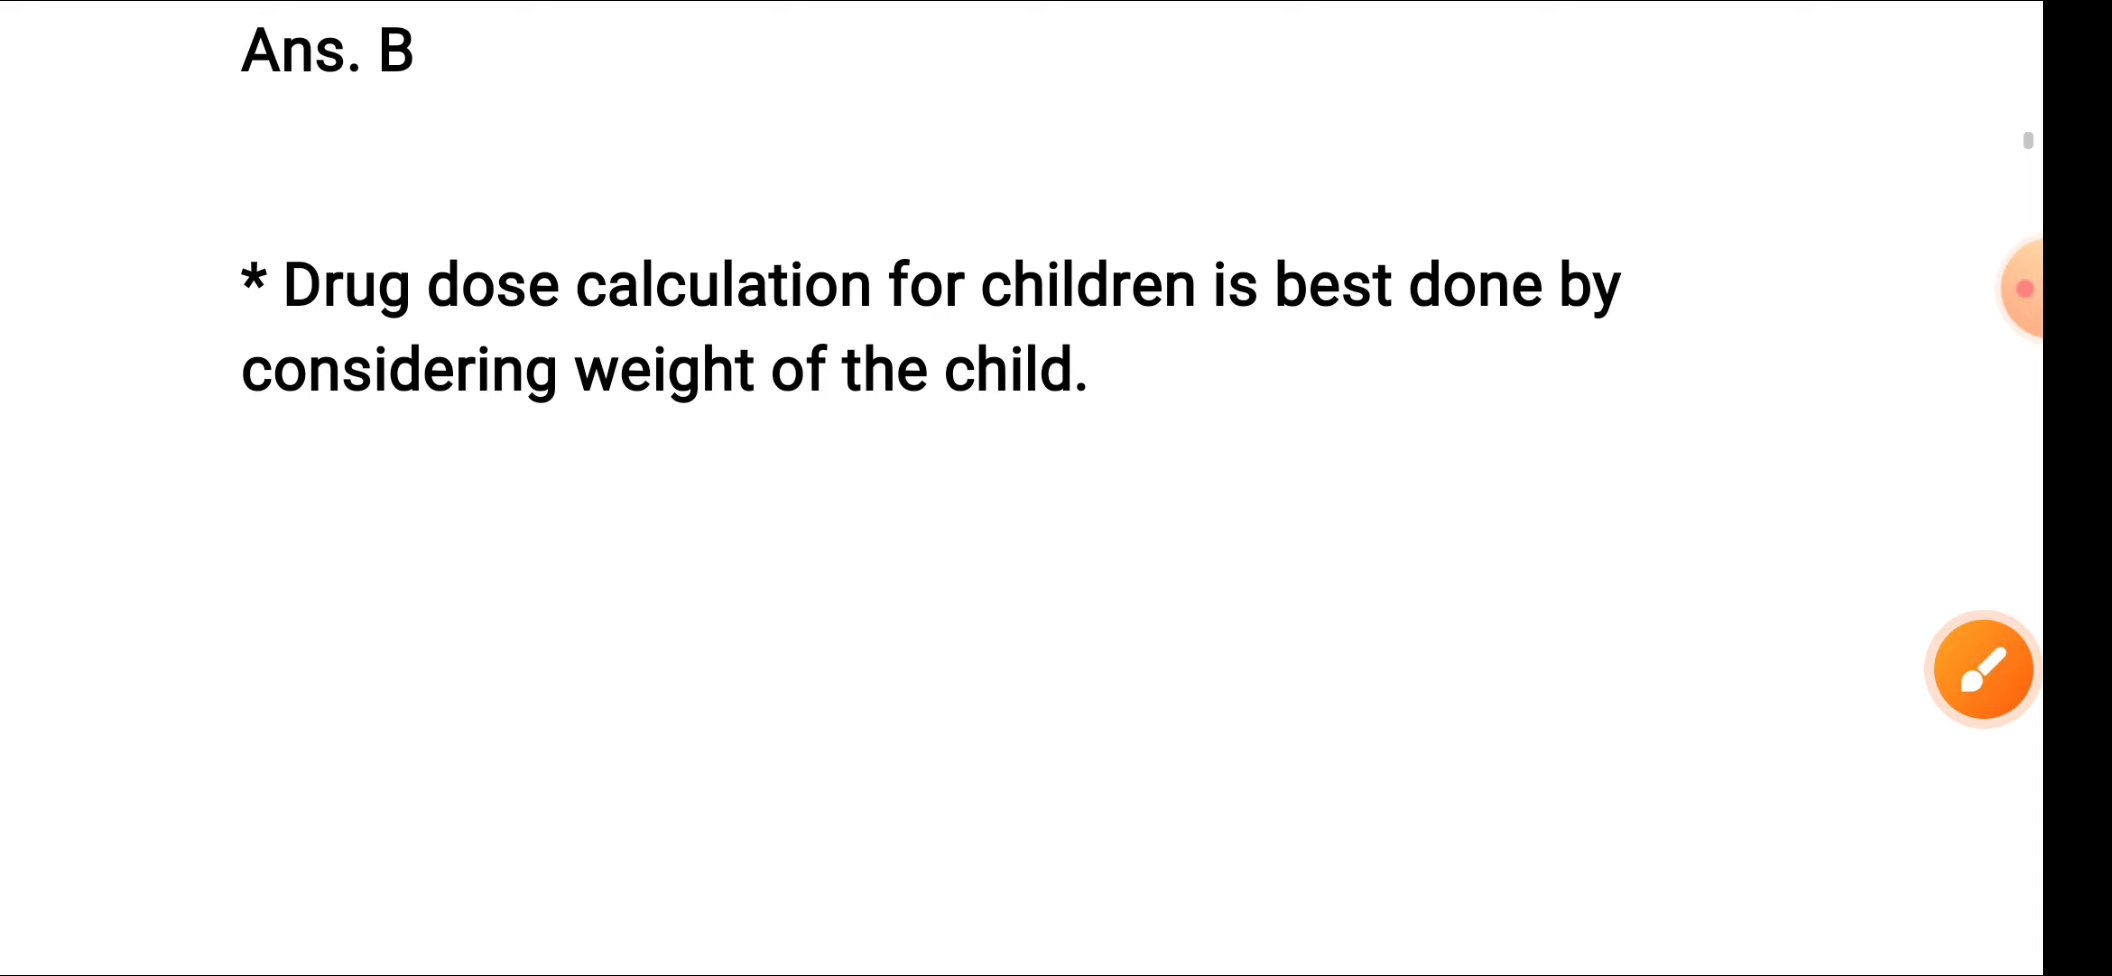 Ans. B
* Drug dose calculation for children is best done by
considering weight of the child.